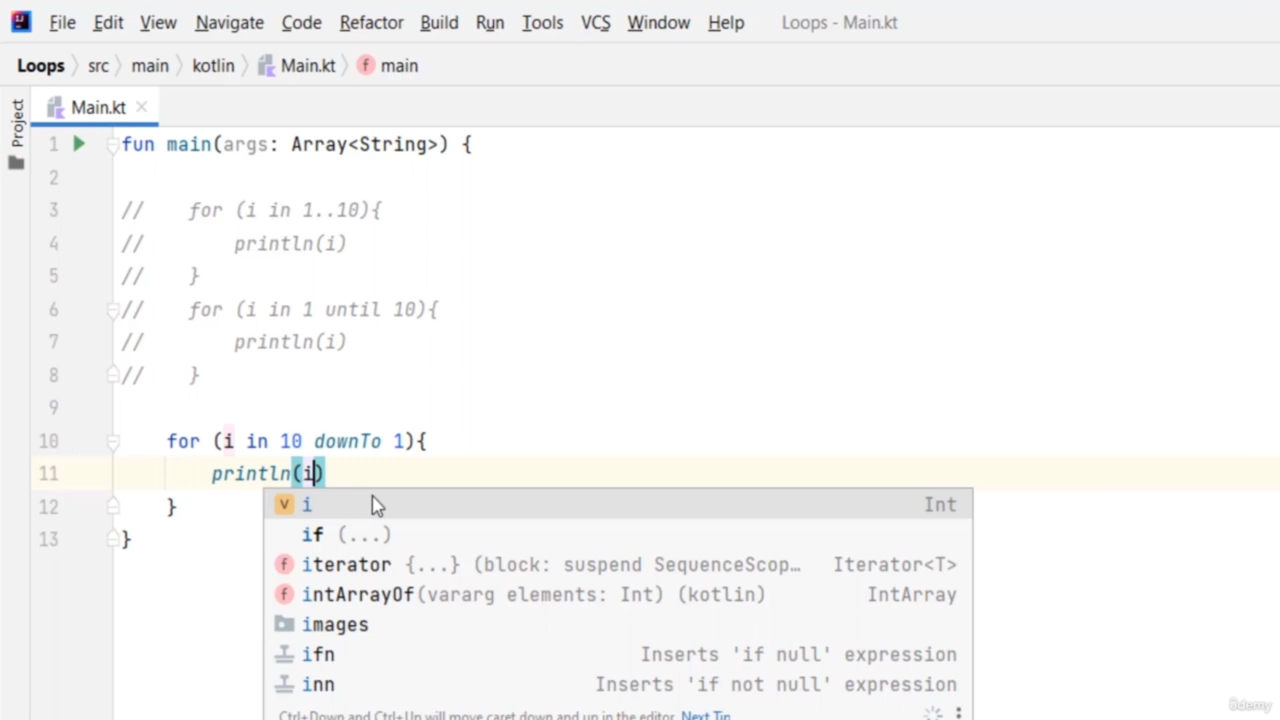 File Edit View Navigate Code Refactor Build Run Tools VCS Window Help Loops - Main.kt
Loops src main kotlin Main.kt f main
Project
Main.kt
1 fun main(args: Array<String>) {
2
3 //    for (i in 1..10){
4 //        println(i)
5 //    }
6 //    for (i in 1 until 10){
7 //        println(i)
8 //    }
9
10 for (i in 10 downTo 1){
11 println(i)
12 }
13 }
v i Int
if (...)
f iterator {...} (block: suspend SequenceScop... Iterator<T>
f intArrayOf(vararg elements: Int) (kotlin) IntArray
images
ifn Inserts 'if null' expression
inn Inserts 'if not null' expression
Ctrl+Down and Ctrl+Up will move caret down and up in the editor Next Tip
ûdemy